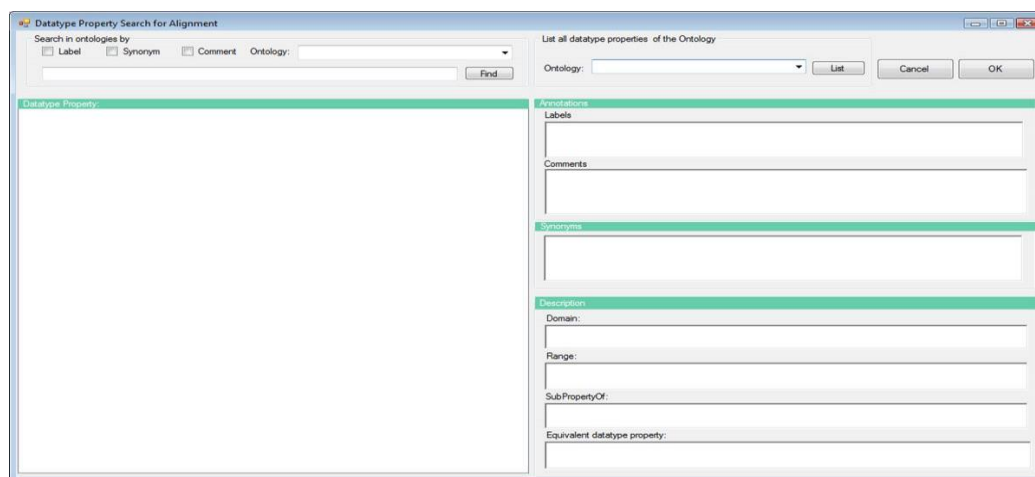 Datatype Property Search for Alignment
Search in ontologies by
Label Synonym Comment Ontology:
Find
List all datatype properties of the Ontology
Ontology: List Cancel OK
Datatype Property:
Annotations
Labels
Comments
Synonyms
Description
Domain:
Range:
SubPropertyOf:
Equivalent datatype property: